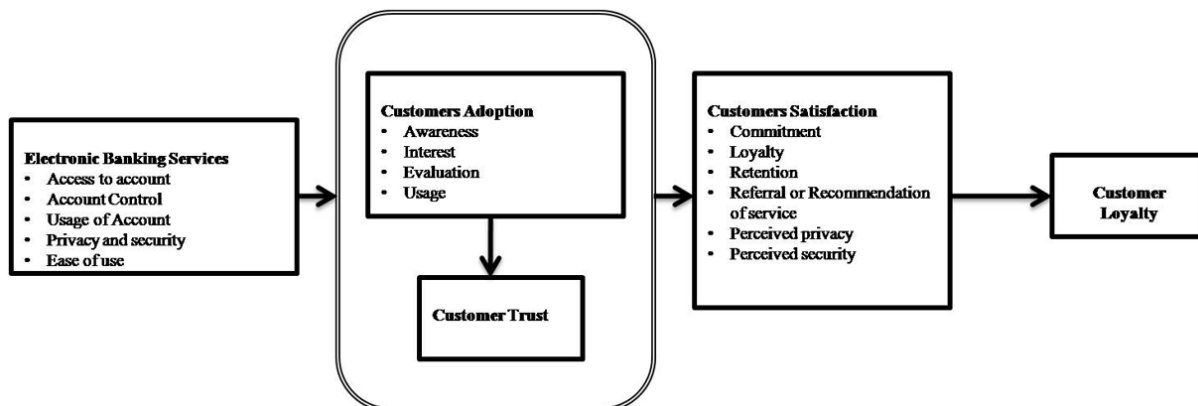 Electronic Banking Services
• Access to account
• Account Control
• Usage of Account
• Privacy and security
• Ease of use
Customers Adoption
• Awareness
• Interest
• Evaluation
• Usage
Customer Trust
Customers Satisfaction
• Commitment
• Loyalty
• Retention
• Referral or Recommendation
of service
• Perceived privacy
• Perceived security
Customer
Loyalty